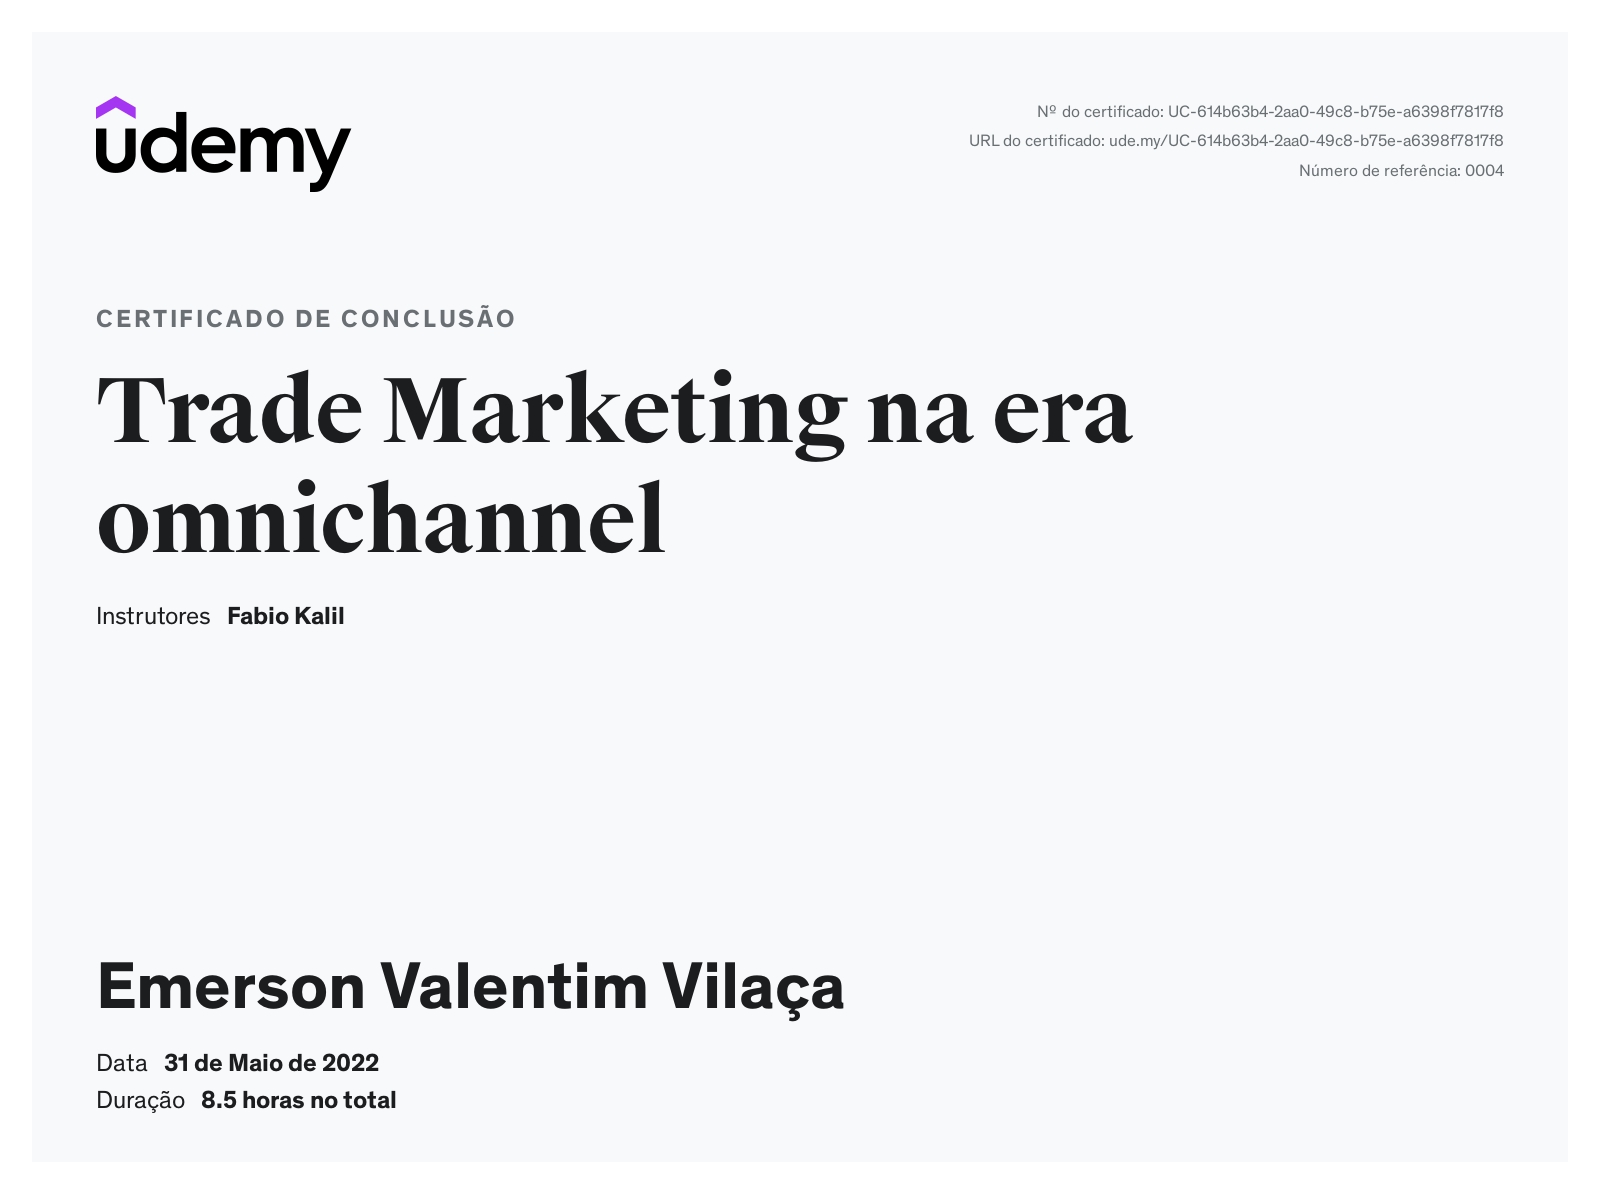 udemy
Nº do certificado: UC-614b63b4-2aa0-49c8-b75e-a6398f7817f8
URL do certificado: ude.my/UC-614b63b4-2aa0-49c8-b75e-a6398f7817f8
Número de referência: 0004
CERTIFICADO DE CONCLUSÃO
Trade Marketing na era
omnichannel
Instrutores Fabio Kalil
Emerson Valentim Vilaça
Data 31 de Maio de 2022
Duração 8.5 horas no total